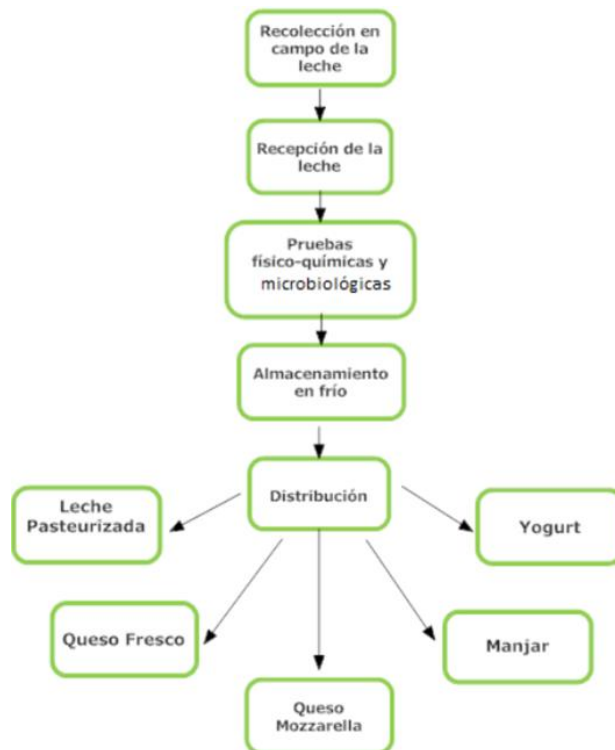 Recolección en
campo de la
leche
Recepción de la
leche
Pruebas
físico-químicas y
microbiológicas
Almacenamiento
en frío
Distribución
Leche
Pasteurizada
Yogurt
Queso Fresco
Manjar
Queso
Mozzarella